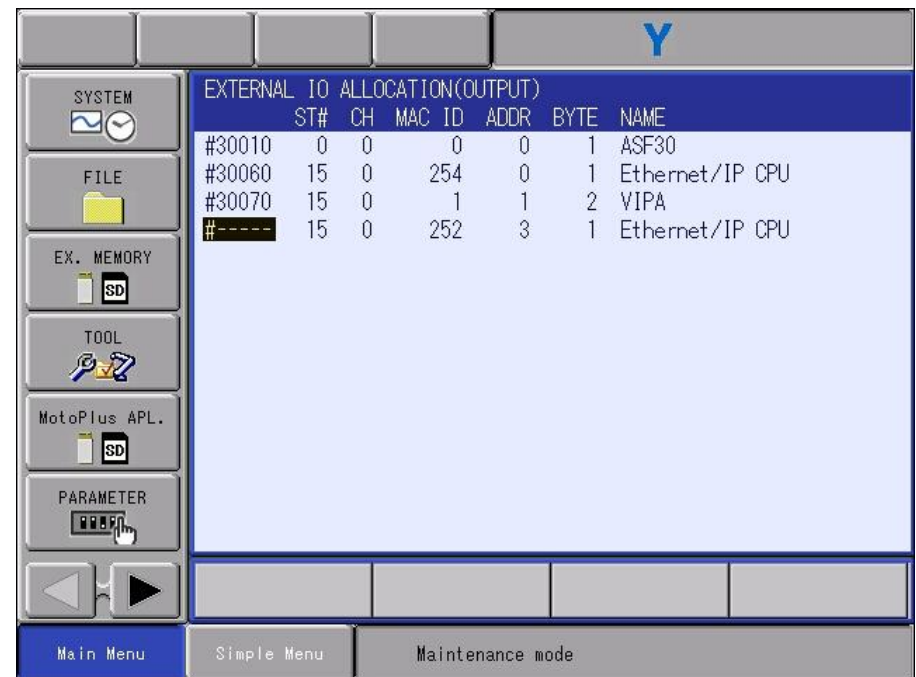 Y
SYSTEM
FILE
EX. MEMORY
SD
TOOL
MotoPlus APL.
SD
PARAMETER
EXTERNAL IO ALLOCATION(OUTPUT)
ST# CH MAC ID ADDR BYTE NAME
#30010 0 0 0 0 1 ASF30
#30060 15 0 254 0 1 Ethernet/IP CPU
#30070 15 0 1 1 2 VIPA
#----- 15 0 252 3 1 Ethernet/IP CPU
Main Menu Simple Menu Maintenance mode